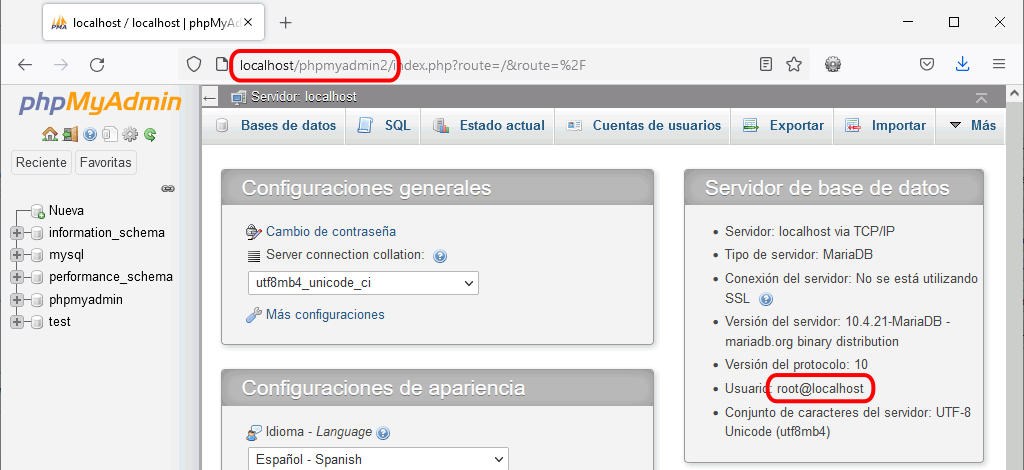 localhost / localhost | phpMyAdmin
localhost/phpmyadmin2/index.php?route=/&route=%2F
phpMyAdmin
Reciente
Favoritas
Nueva
information_schema
mysql
performance_schema
phpmyadmin
test
Servidor: localhost
Bases de datos
SQL
Estado actual
Cuentas de usuarios
Exportar
Importar
Más
Configuraciones generales
Cambio de contraseña
Server connection collation:
utf8mb4_unicode_ci
Más configuraciones
Configuraciones de apariencia
Idioma - Language
Español - Spanish
Servidor de base de datos
Servidor: localhost via TCP/IP
Tipo de servidor: MariaDB
Conexión del servidor: No se está utilizando
SSL
Versión del servidor: 10.4.21-MariaDB -
mariadb.org binary distribution
Versión del protocolo: 10
Usuario: root@localhost
Conjunto de caracteres del servidor: UTF-8
Unicode (utf8mb4)